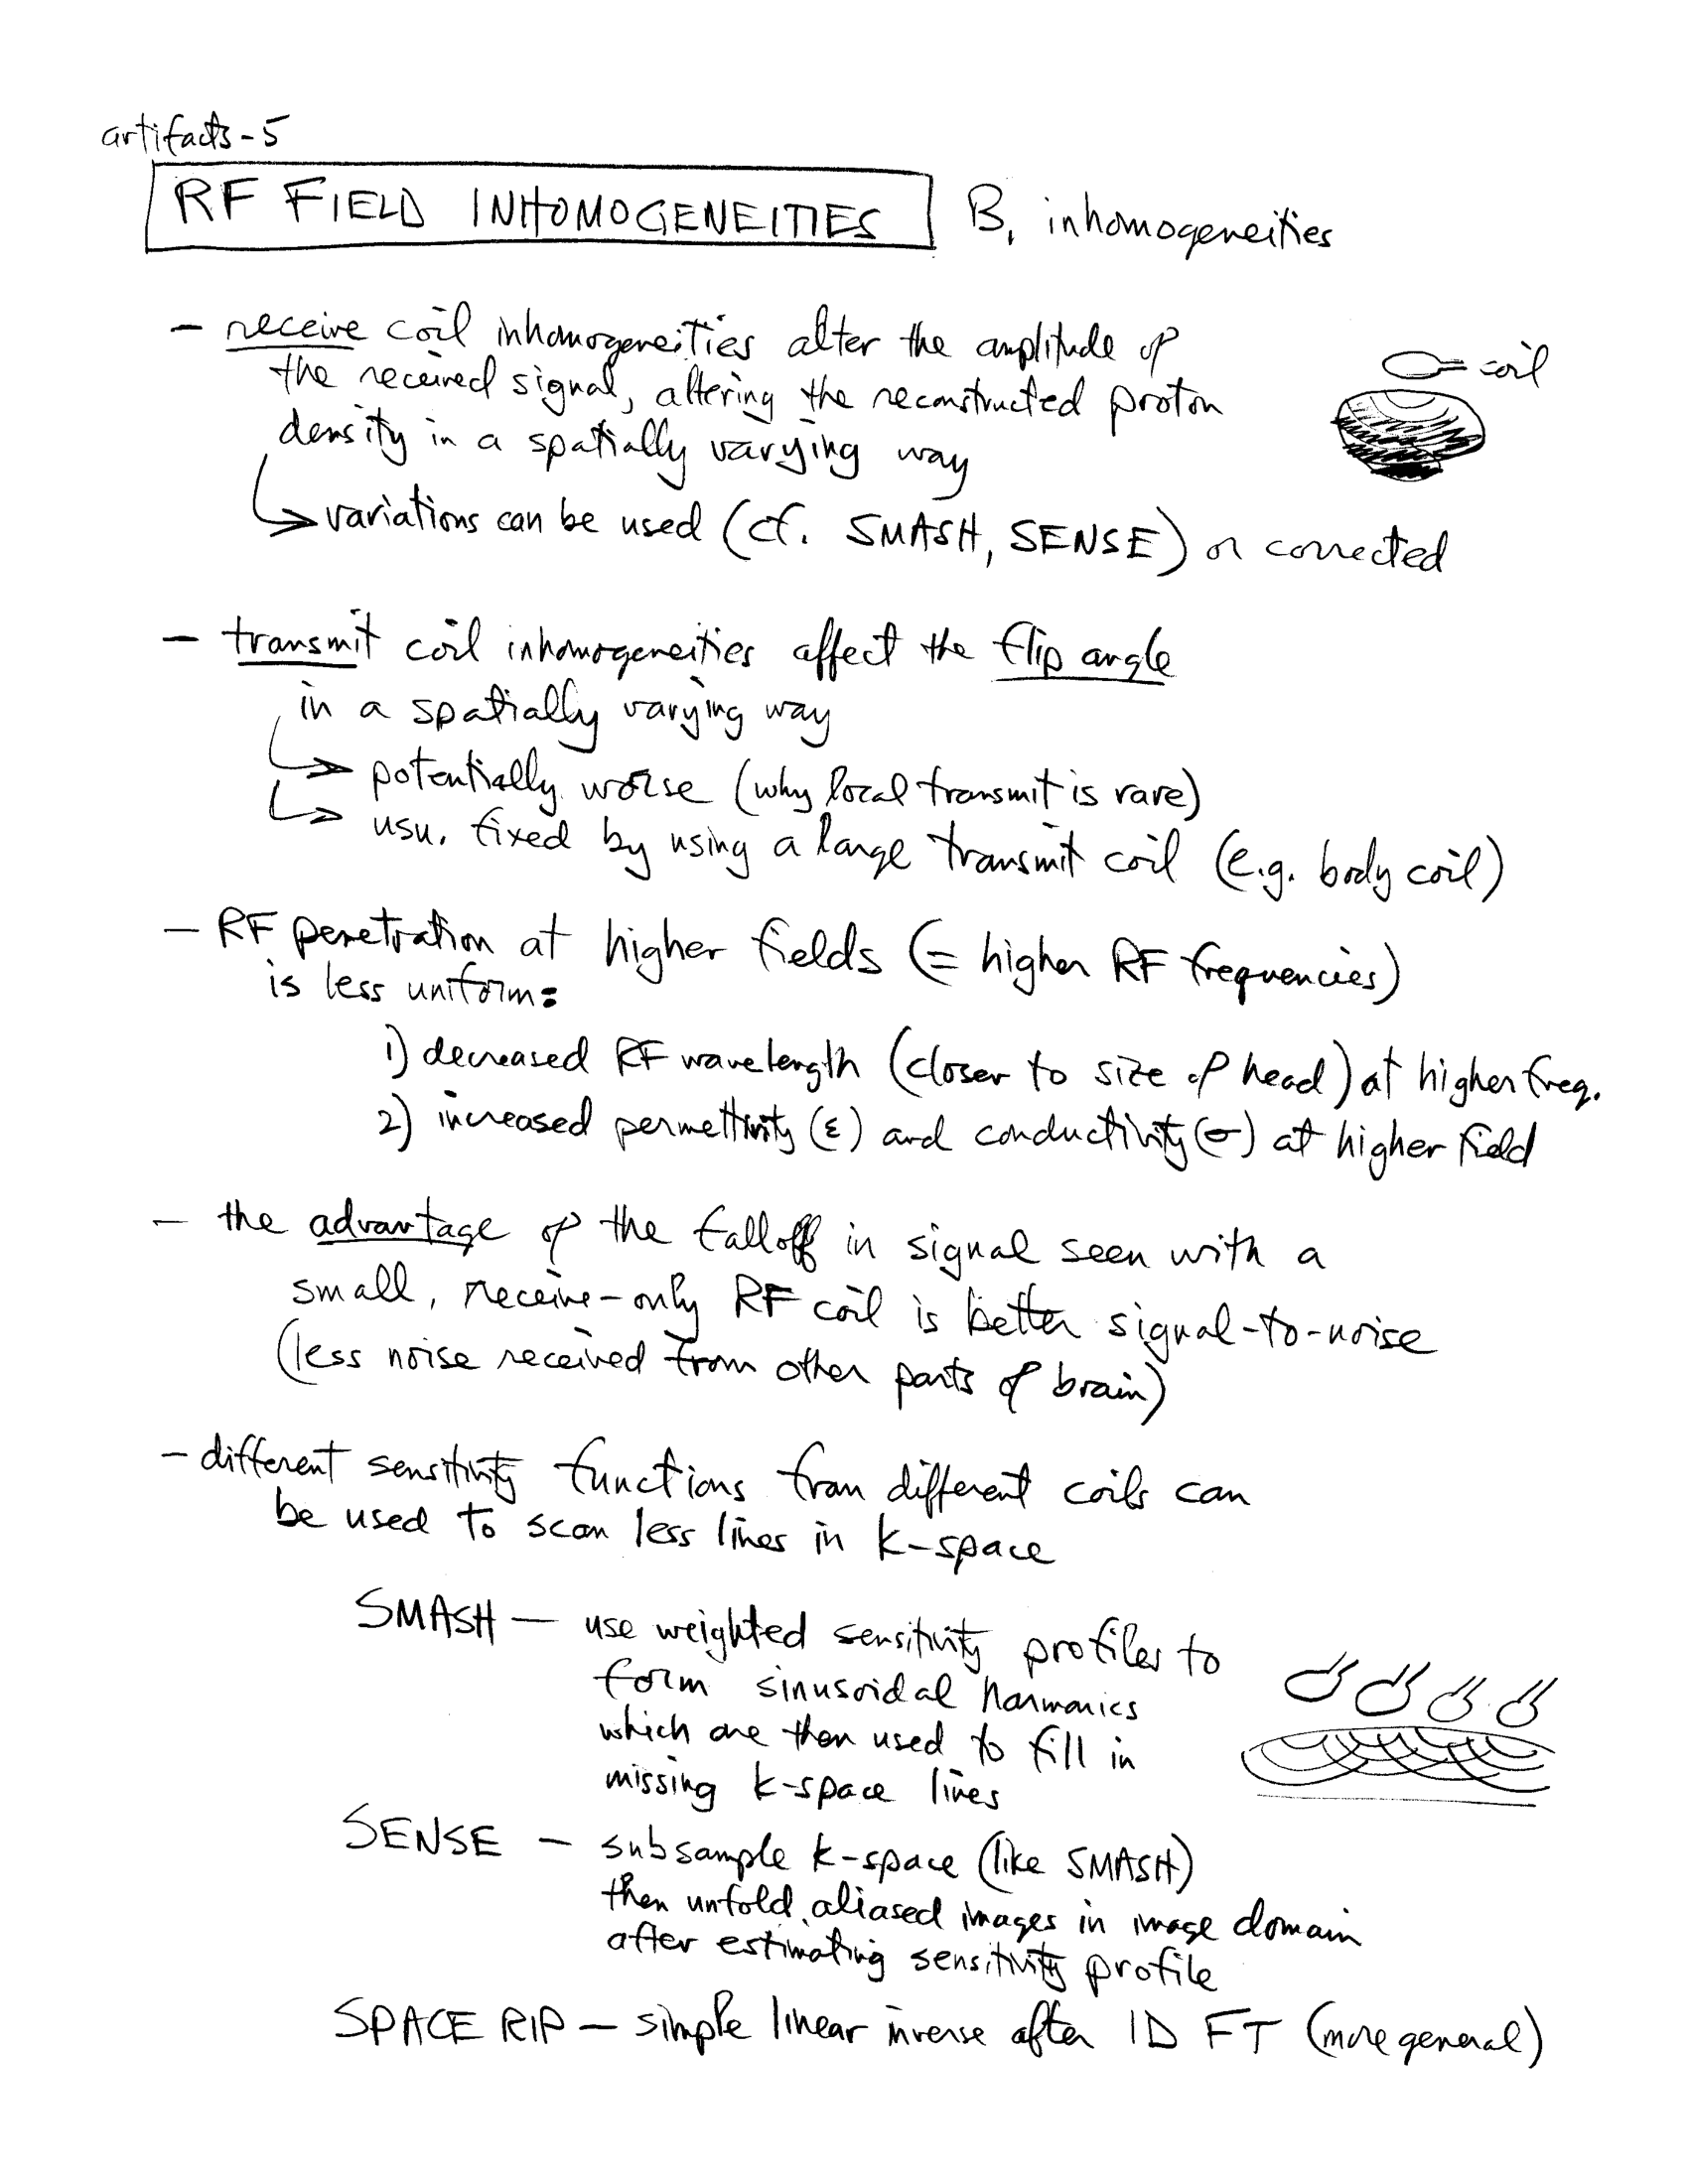 artifacts-5
RF FIELD INHOMOGENEITIES B₁ inhomogeneities
- receive coil inhomogeneities alter the amplitude of
the received signal, altering the reconstructed proton
density in a spatially varying way
coil
↳ variations can be used (cf. SMASH, SENSE) or corrected
- transmit coil inhomogeneities affect the flip angle
in a spatially varying way
↳ potentially worse (why local transmit is rare)
↳ usu. fixed by using a large transmit coil (e.g. body coil)
- RF penetration at higher fields (= higher RF frequencies)
is less uniform:
1) decreased RF wavelength (closer to size of head) at higher freq.
2) increased permettivity (ε) and conductivity (σ) at higher field
- the advantage of the falloff in signal seen with a
small, receive-only RF coil is better signal-to-noise
(less noise received from other parts of brain)
- different sensitivity functions from different coils can
be used to scan less lines in k-space
SMASH - use weighted sensitivity profiles to
form sinusoidal harmonics
which are then used to fill in
missing k-space lines
SENSE - subsample k-space (like SMASH)
then unfold aliased images in image domain
after estimating sensitivity profile
SPACE RIP - simple linear inverse after 1D FT (more general)